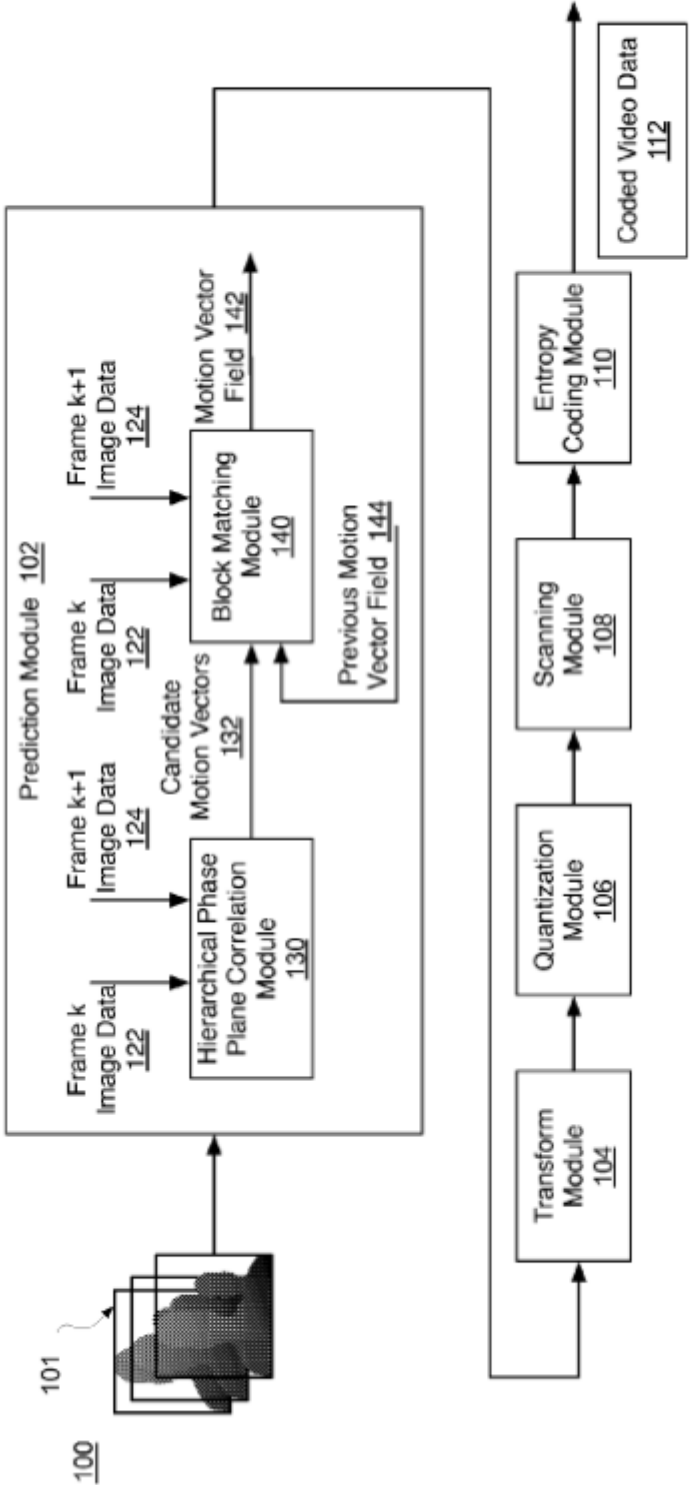 100
101
Prediction Module 102
Frame k
Image Data
122
Frame k+1
Image Data
124
Hierarchical Phase
Plane Correlation
Module
130
Candidate
Motion Vectors
132
Frame k
Image Data
122
Frame k+1
Image Data
124
Block Matching
Module
140
Previous Motion
Vector Field 144
Motion Vector
Field 142
Transform
Module
104
Quantization
Module
106
Scanning
Module
108
Entropy
Coding Module
110
Coded Video Data
112